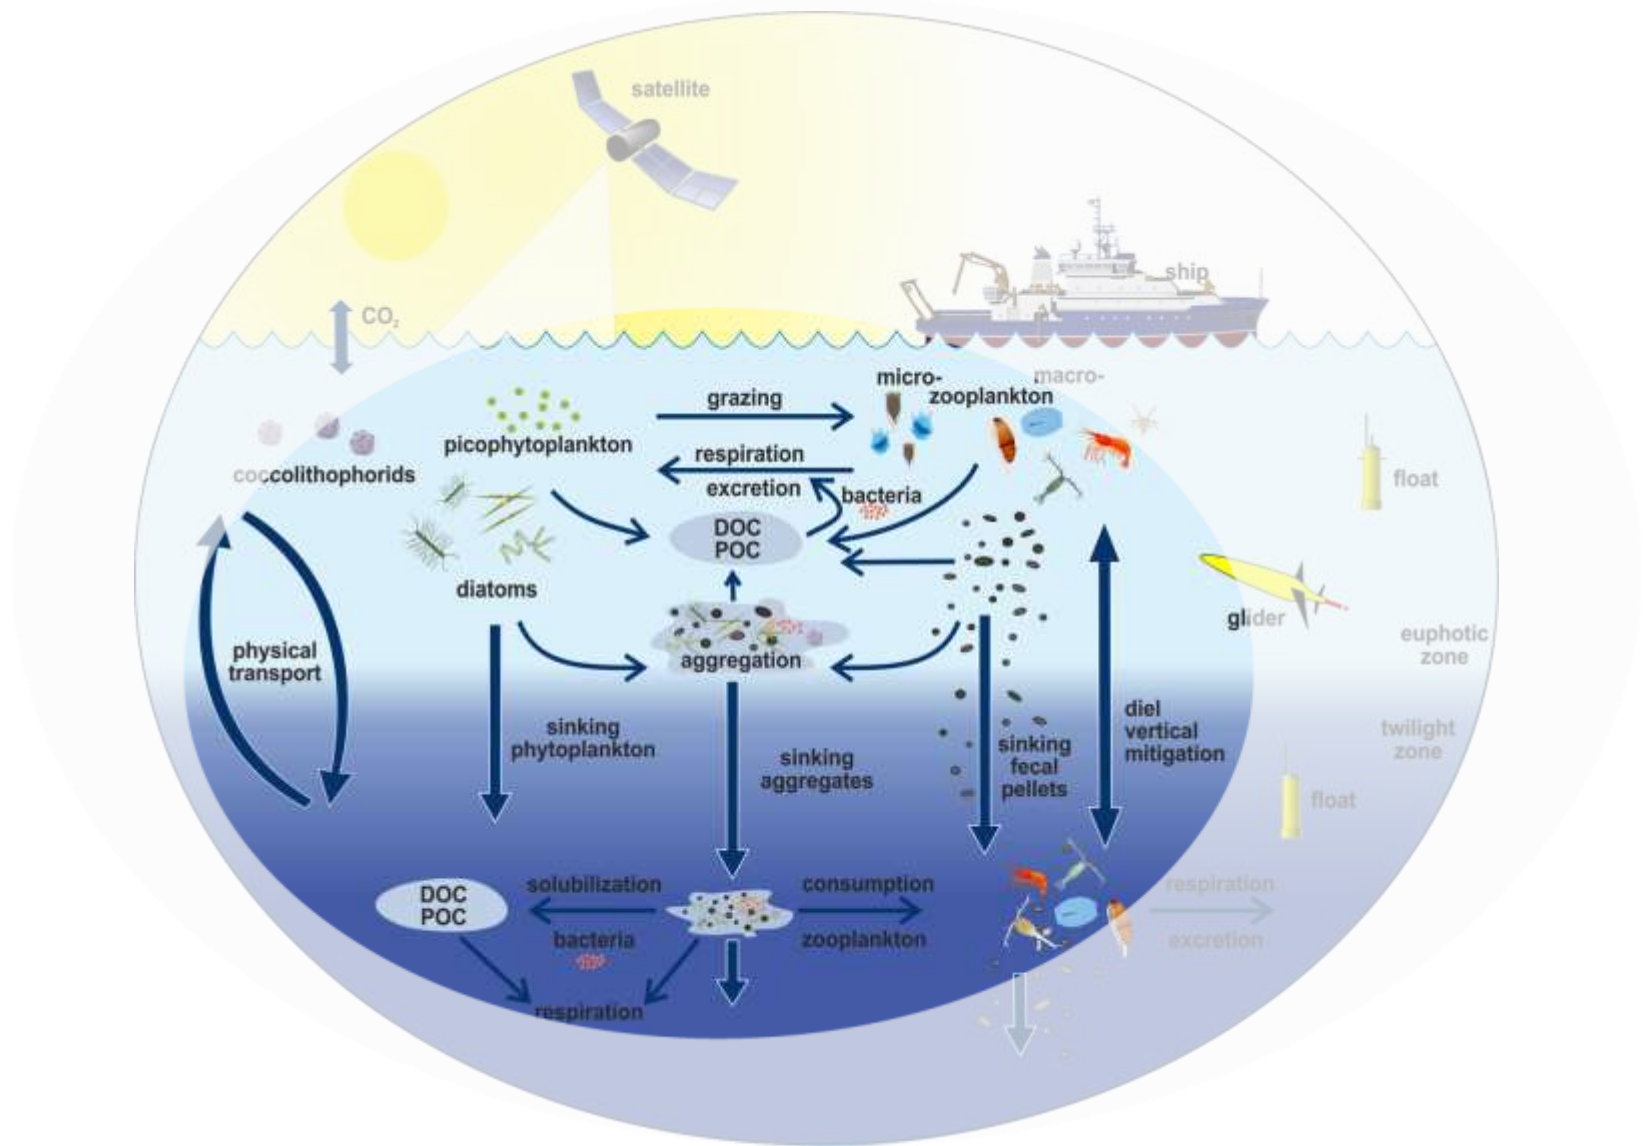 satellite
ship
CO₂
micro-
macro-
zooplankton
grazing
picophytoplankton
respiration
excretion
bacteria
coccolithophorids
float
DOC
POC
diatoms
glider
euphotic
zone
physical
transport
aggregation
diel
vertical
mitigation
sinking
phytoplankton
sinking
aggregates
sinking
fecal
pellets
twilight
zone
float
DOC
POC
solubilization
bacteria
consumption
zooplankton
respiration
excretion
respiration